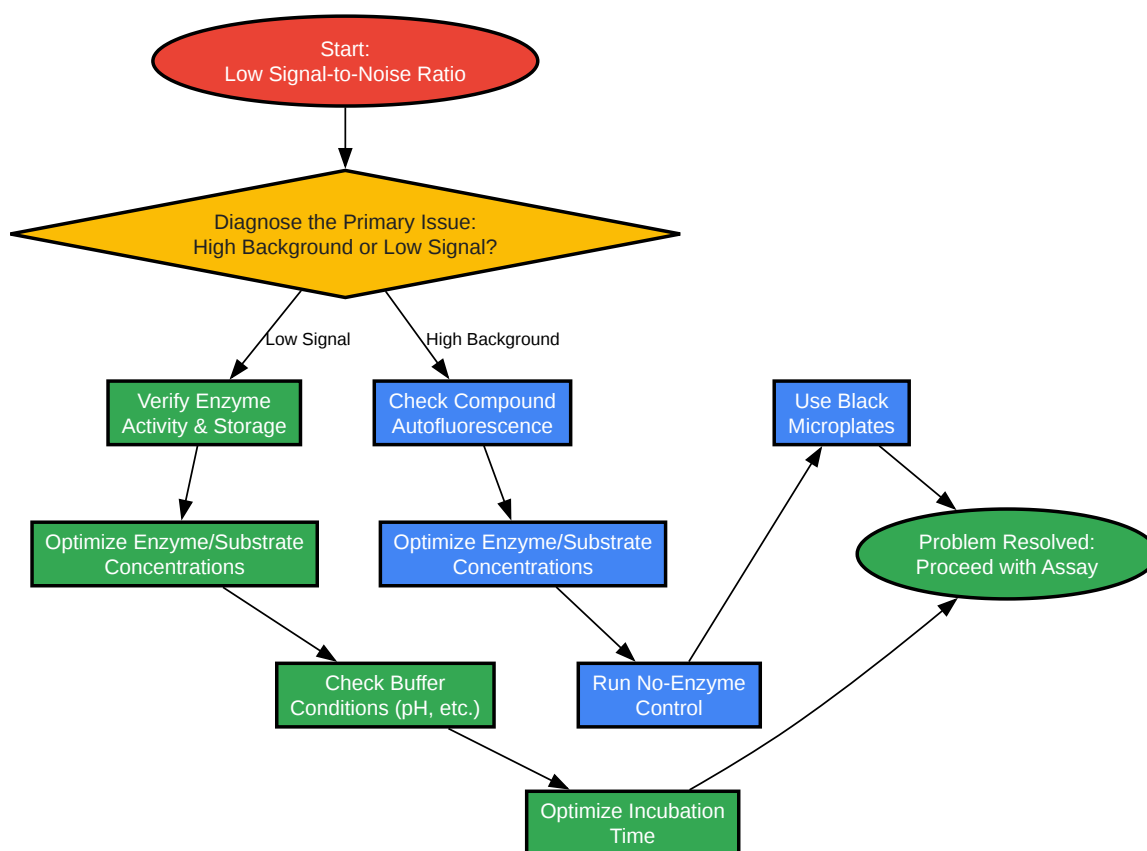 Start:
Low Signal-to-Noise Ratio
Diagnose the Primary Issue:
High Background or Low Signal?
Low Signal
High Background
Verify Enzyme
Activity & Storage
Check Compound
Autofluorescence
Use Black
Microplates
Optimize Enzyme/Substrate
Concentrations
Optimize Enzyme/Substrate
Concentrations
Problem Resolved:
Proceed with Assay
Check Buffer
Conditions (pH, etc.)
Run No-Enzyme
Control
Optimize Incubation
Time